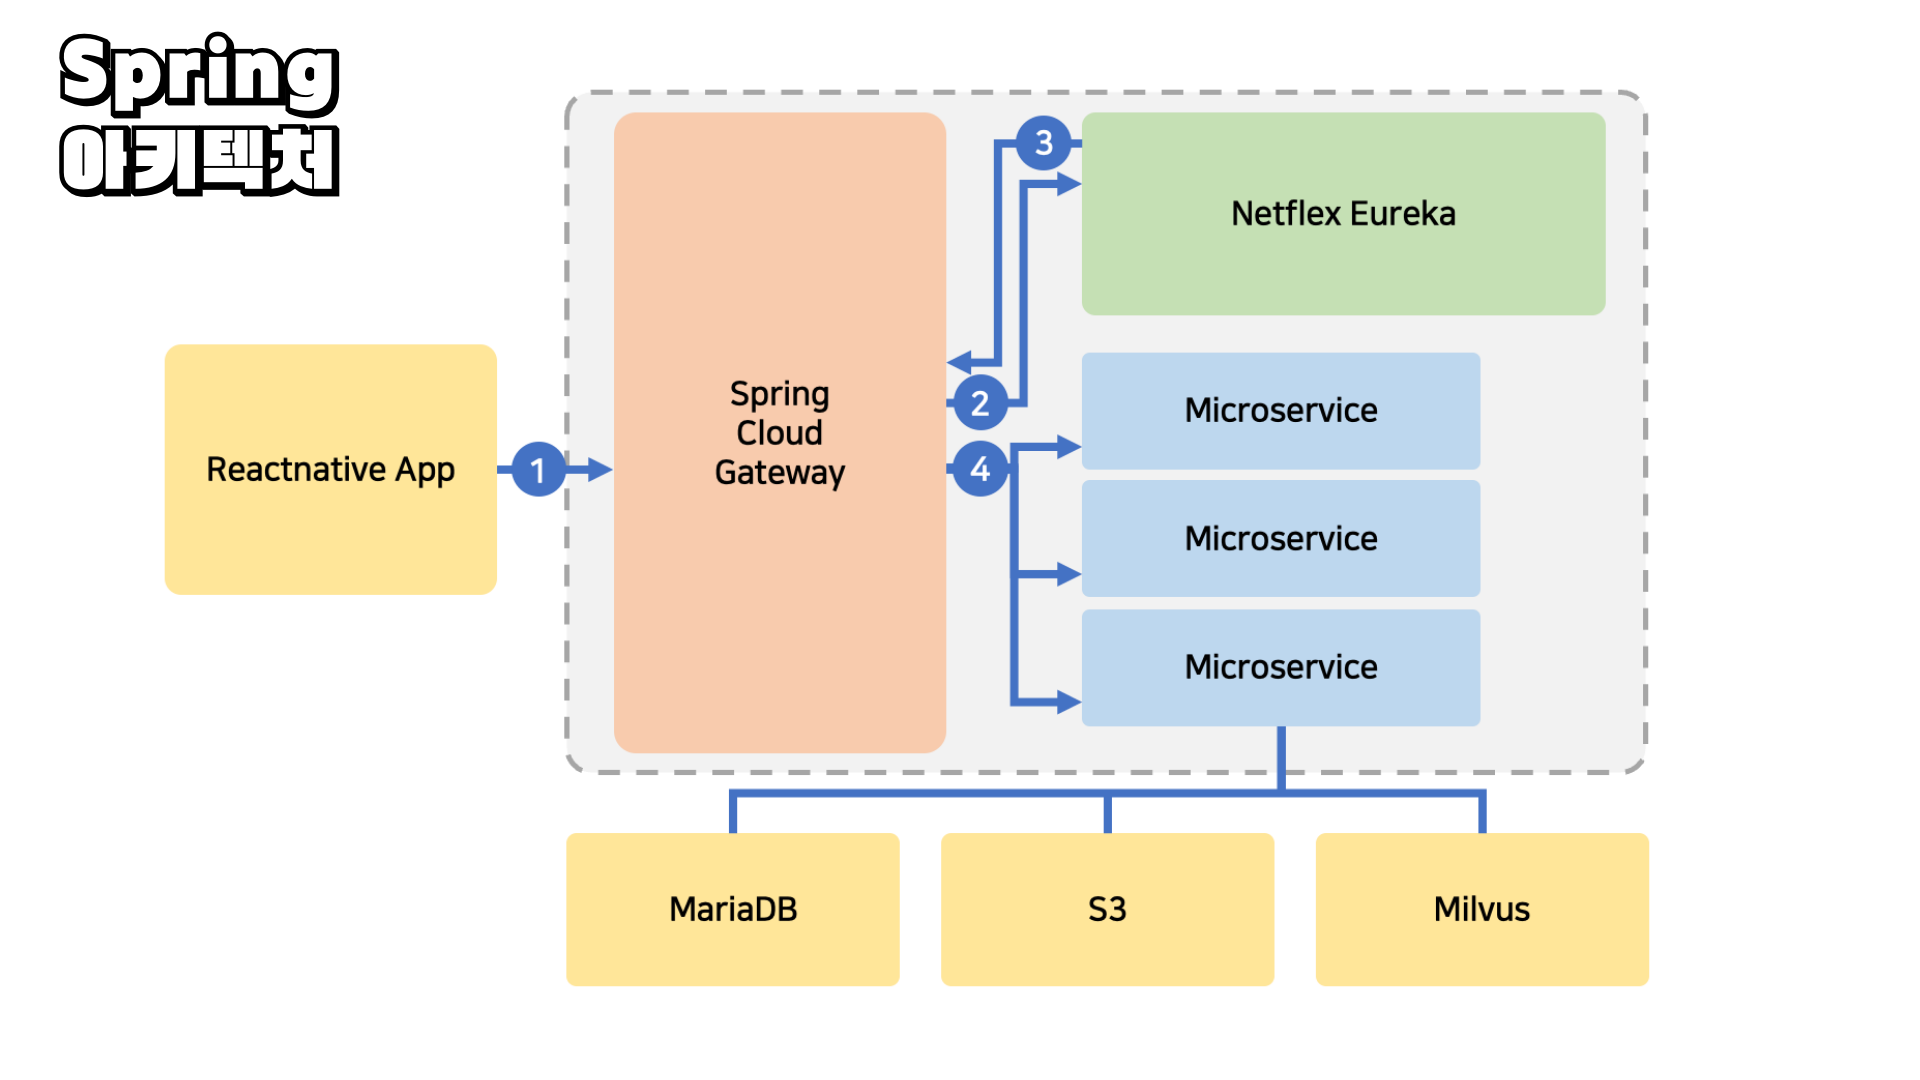 Spring
아키텍처
Reactnative App
1
Spring
Cloud
Gateway
3
2
4
Netflex Eureka
Microservice
Microservice
Microservice
MariaDB
S3
Milvus